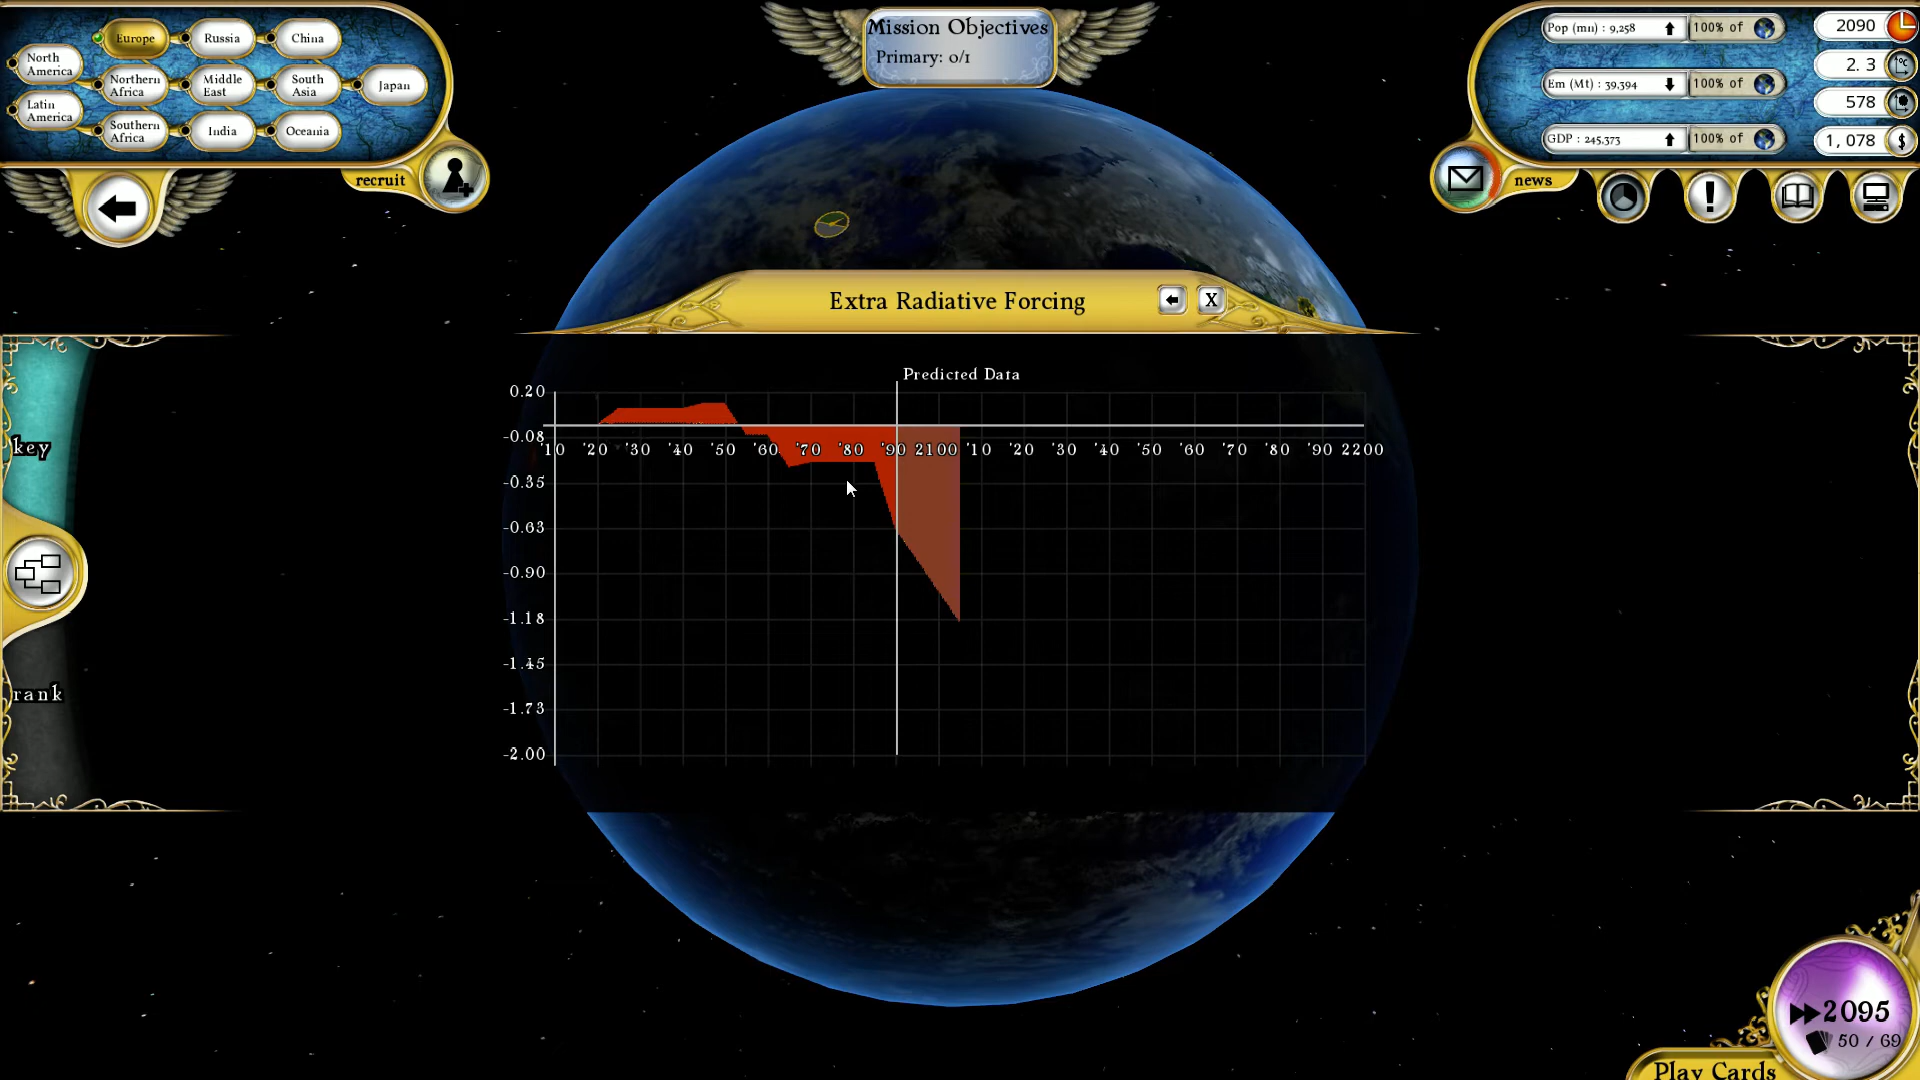 Europe
Russia
China
North
America
Northern
Africa
Middle
East
South
Asia
Japan
Latin
America
Southern
Africa
India
Oceania
recruit
Mission Objectives
Primary: 0/1
Pop (mn) : 9,258
100% of
2090
Em (Mt) : 39,394
100% of
2. 3
°C
578
GDP : 245,373
100% of
1, 078
$
news
Extra Radiative Forcing
X
Predicted Data
0.20
-0.08
-0.35
-0.63
-0.90
-1.18
-1.45
-1.73
-2.00
'10 '20 '30 '40 '50 '60 '70 '80 '90 2100 '10 '20 '30 '40 '50 '60 '70 '80 '90 2200
key
rank
2095
50 / 69
Play Cards